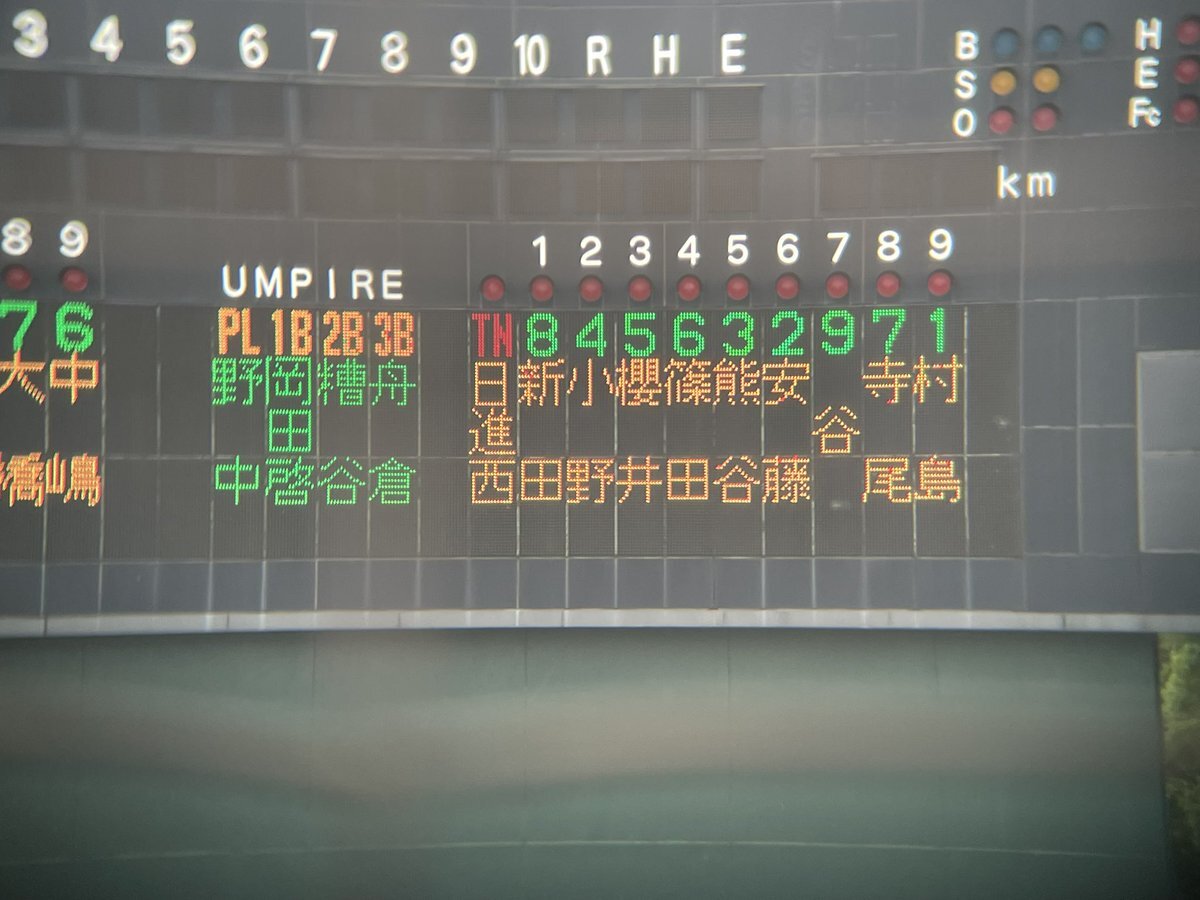 3 4 5 6 7 8 9 10 R H E
B
S
O
H
E
Fc
km
8 9
7 6
大
中山鳥
UMPIRE
PL 1B 2B 3B
野中
岡田啓
糟谷
舟倉
1 2 3 4 5 6 7 8 9
TN 8 4 5 6 3 2 9 7 1
日進西
新田
小野
櫻井
篠田
熊谷
安藤
谷
寺尾
村島